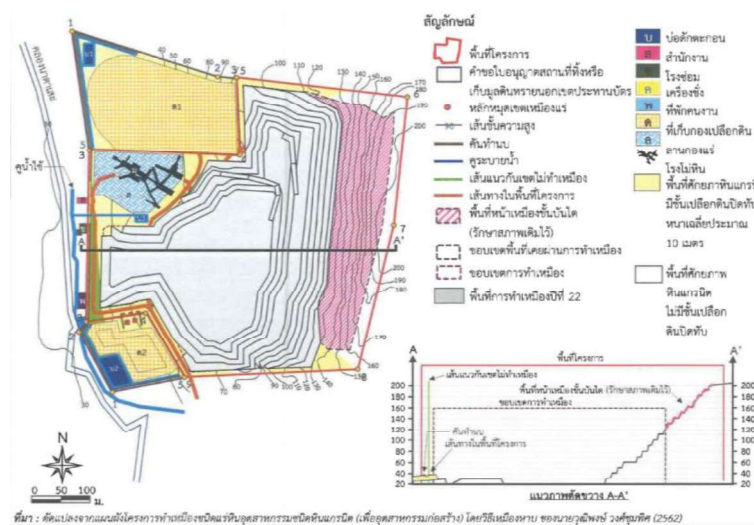 สัญลักษณ์
พื้นที่โครงการ
คำขอใบอนุญาตสถานที่ทิ้งหรือ
เก็บมูลดินทรายนอกเขตประทานบัตร
หลักหมุดเขตเหมืองแร่
เส้นชั้นความสูง
คันทำนบ
คูระบายน้ำ
เส้นแนวกันเขตไม่ทำเหมือง
เส้นทางในพื้นที่โครงการ
พื้นที่หน้าเหมืองขั้นบันได
(รักษาสภาพเดิมไว้)
ขอบเขตพื้นที่เคยผ่านการทำเหมือง
ขอบเขตการทำเหมือง
พื้นที่การทำเหมืองปีที่ 22
บ่อดักตะกอน
สำนักงาน
โรงซ่อม
เครื่องชั่ง
ที่พักคนงาน
ที่เก็บกองเปลือกดิน
ลานกองแร่
โรงโม่หิน
พื้นที่ศักยภาพหินแกรนิต
มีชั้นเปลือกดินปิดทับ
หนาเฉลี่ยประมาณ
10 เมตร
พื้นที่ศักยภาพ
หินแกรนิต
ไม่มีชั้นเปลือก
ดินปิดทับ
คูน้ำใช้
A
A'
N
0 50 100
ม.
A
A'
พื้นที่โครงการ
เส้นแนวกันเขตไม่ทำเหมือง
พื้นที่หน้าเหมืองขั้นบันได (รักษาสภาพเดิมไว้)
ขอบเขตการทำเหมือง
คันทำนบ
เส้นทางในพื้นที่โครงการ
200
180
160
140
120
100
80
60
40
20
200
180
160
140
120
100
80
60
40
20
แนวภาพตัดขวาง A-A'
ที่มา : ดัดแปลงจากแผนผังโครงการทำเหมืองชนิดแร่หินอุตสาหกรรมชนิดหินแกรนิต (เพื่ออุตสาหกรรมก่อสร้าง) โดยวิธีเหมืองหาบ ของนายวุฒิพงษ์ วงศ์ชุมพิศ (2562)